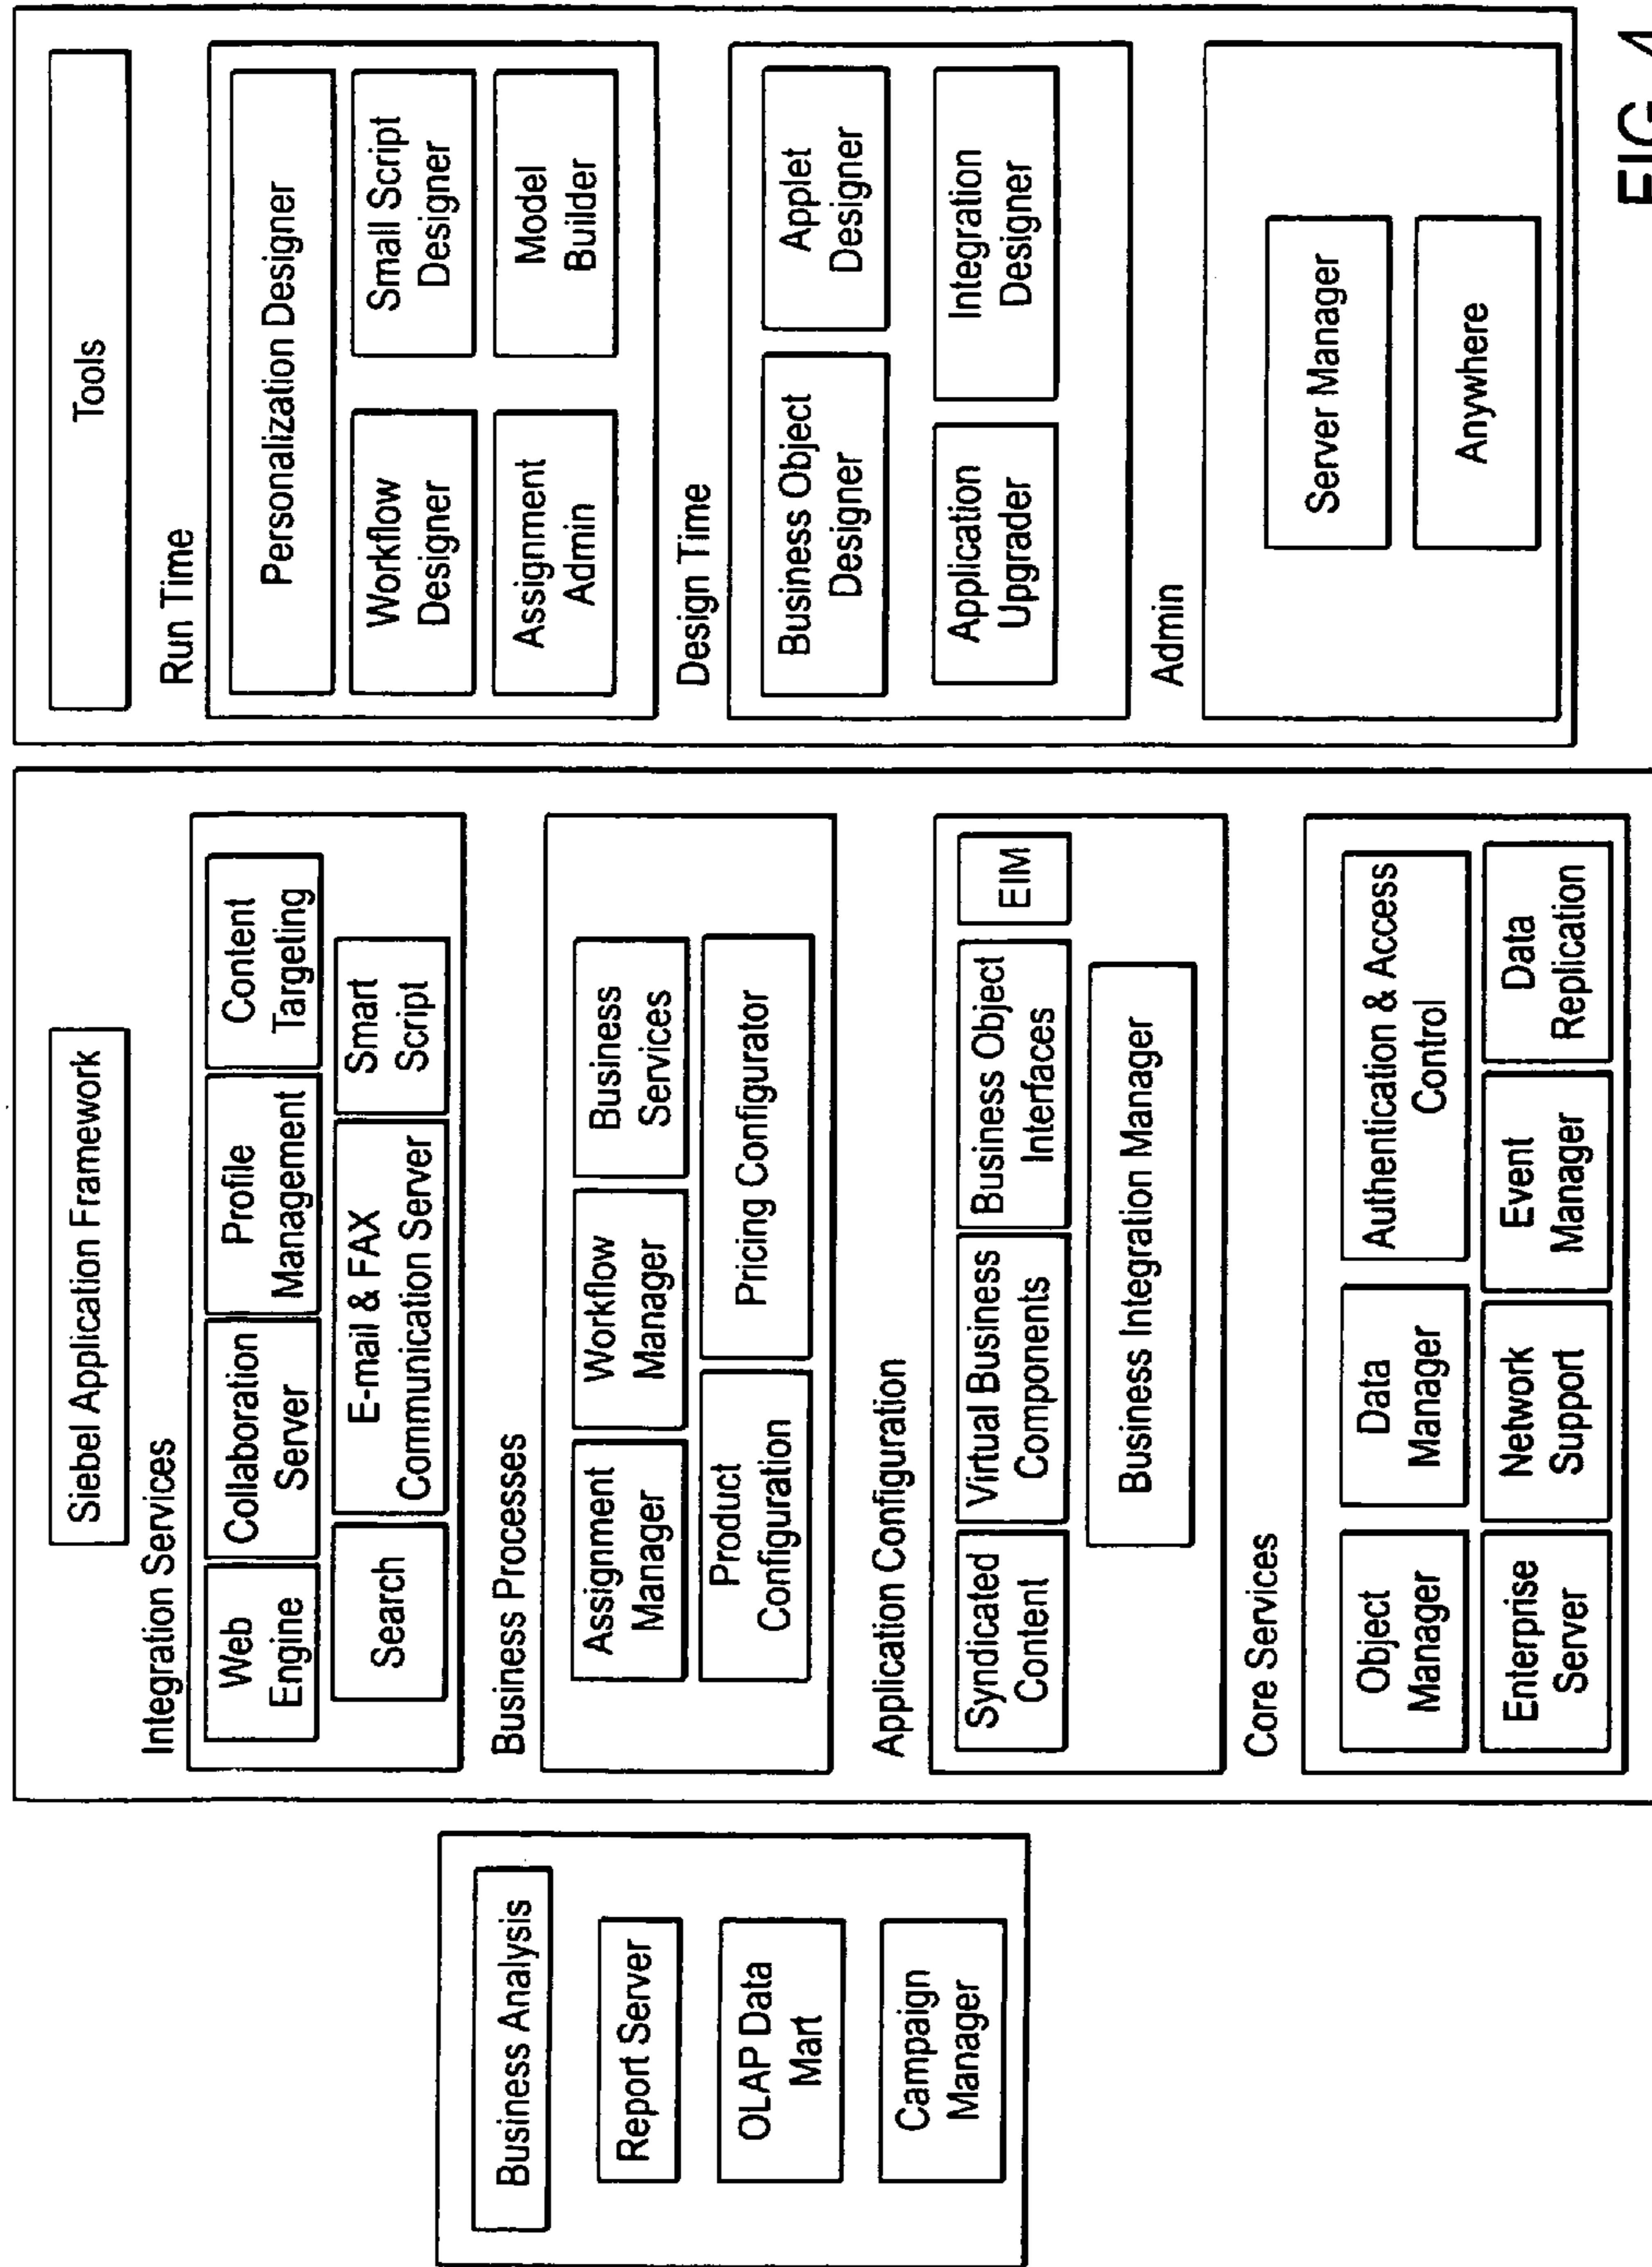 Business Analysis
Report Server
OLAP Data
Mart
Campaign
Manager
Siebel Application Framework
Integration Services
Web
Engine
Collaboration
Server
Profile
Management
Content
Targeting
Search
E-mail & FAX
Communication Server
Smart
Script
Business Processes
Assignment
Manager
Workflow
Manager
Business
Services
Product
Configuration
Pricing Configurator
Application Configuration
Syndicated
Content
Virtual Business
Components
Business Object
Interfaces
EIM
Business Integration Manager
Core Services
Object
Manager
Data
Manager
Authentication & Access
Control
Enterprise
Server
Network
Support
Event
Manager
Data
Replication
Tools
Run Time
Personalization Designer
Workflow
Designer
Small Script
Designer
Assignment
Admin
Model
Builder
Design Time
Business Object
Designer
Applet
Designer
Application
Upgrader
Integration
Designer
Admin
Server Manager
Anywhere
FIG. 4